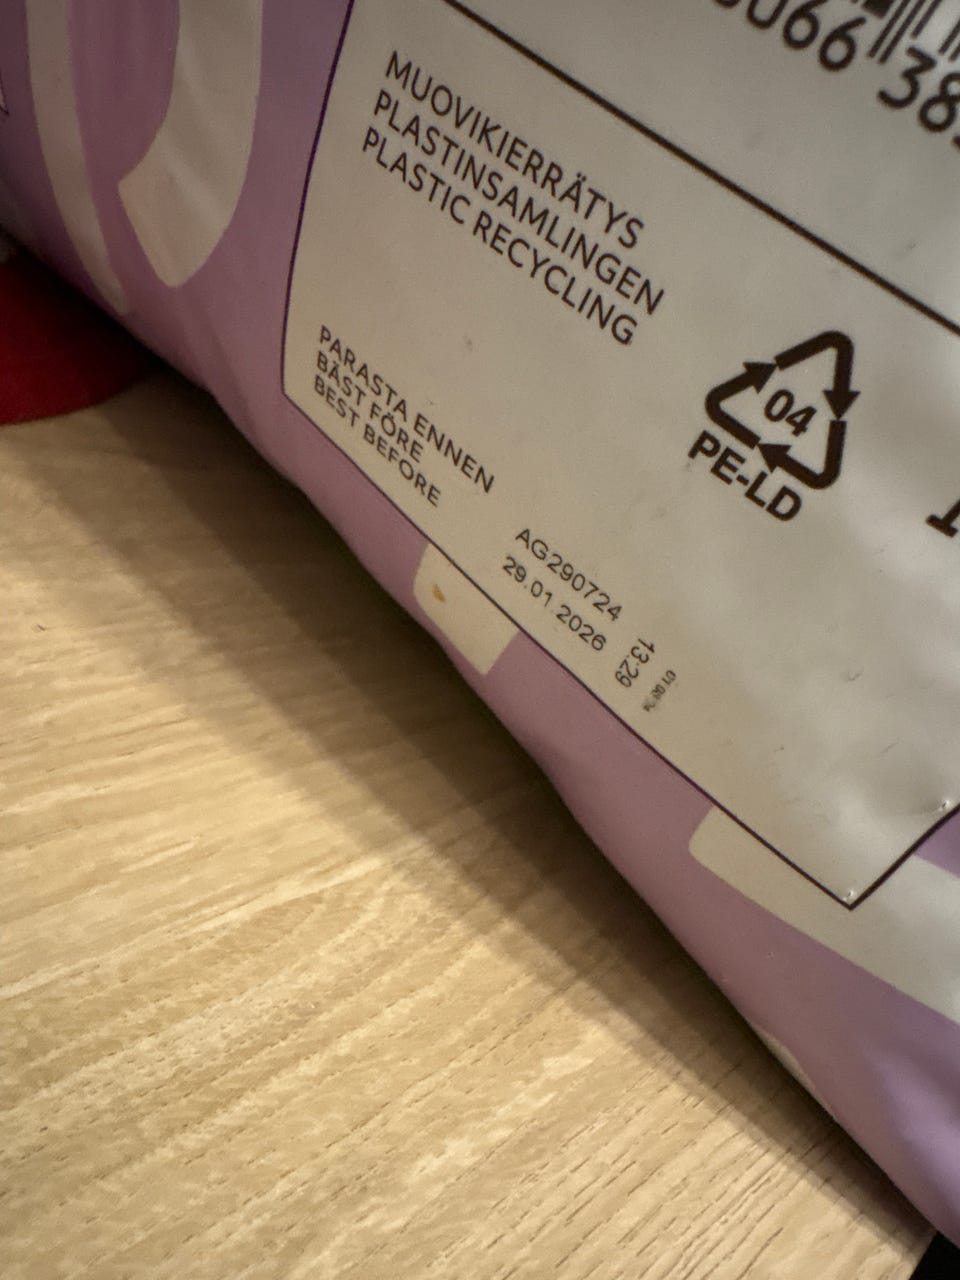 MUOVIKIERRÄTYS
PLASTINSAMLINGEN
PLASTIC RECYCLING
04
PE-LD
PARASTA ENNEN
BÄST FÖRE
BEST BEFORE
AG290724
29.01.2026
13:29